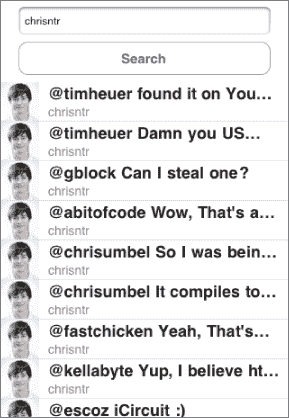 chrisntr
Search
@timheuer found it on You...
chrisntr
@timheuer Damn you US...
chrisntr
@gblock Can I steal one?
chrisntr
@abitofcode Wow, That's a...
chrisntr
@chrisumbel So I was bein...
chrisntr
@chrisumbel It compiles to...
chrisntr
@fastchicken Yeah, That's...
chrisntr
@kellabyte Yup, I believe ht...
chrisntr
@escoz iCircuit :)